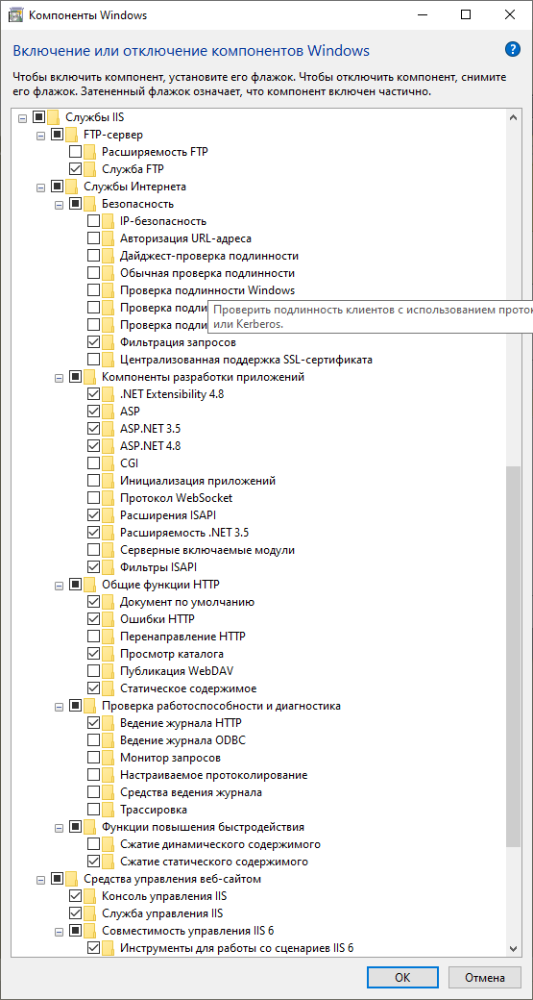 Компоненты Windows
Включение или отключение компонентов Windows
?
Чтобы включить компонент, установите его флажок. Чтобы отключить компонент, снимите
его флажок. Затененный флажок означает, что компонент включен частично.
Службы IIS
FTP-сервер
Расширяемость FTP
Служба FTP
Службы Интернета
Безопасность
IP-безопасность
Авторизация URL-адреса
Дайджест-проверка подлинности
Обычная проверка подлинности
Проверка подлинности Windows
Проверка подлин
Проверить подлинность клиентов с использованием прото
Проверка подлин
или Kerberos.
Фильтрация запросов
Централизованная поддержка SSL-сертификата
Компоненты разработки приложений
.NET Extensibility 4.8
ASP
ASP.NET 3.5
ASP.NET 4.8
CGI
Инициализация приложений
Протокол WebSocket
Расширения ISAPI
Расширяемость .NET 3.5
Серверные включаемые модули
Фильтры ISAPI
Общие функции HTTP
Документ по умолчанию
Ошибки HTTP
Перенаправление HTTP
Просмотр каталога
Публикация WebDAV
Статическое содержимое
Проверка работоспособности и диагностика
Ведение журнала HTTP
Ведение журнала ODBC
Монитор запросов
Настраиваемое протоколирование
Средства ведения журнала
Трассировка
Функции повышения быстродействия
Сжатие динамического содержимого
Сжатие статического содержимого
Средства управления веб-сайтом
Консоль управления IIS
Служба управления IIS
Совместимость управления IIS 6
Инструменты для работы со сценариев IIS 6
ОК
Отмена